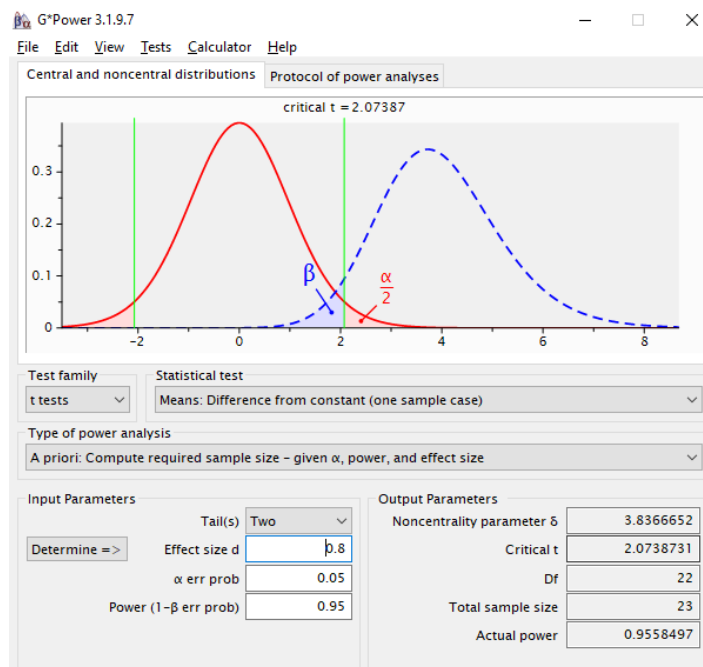 G*Power 3.1.9.7
File Edit View Tests Calculator Help
Central and noncentral distributions Protocol of power analyses
critical t = 2.07387
0.3
0.2
0.1
0
β
α
2
-2 0 2 4 6 8
Test family Statistical test
t tests Means: Difference from constant (one sample case)
Type of power analysis
A priori: Compute required sample size – given α, power, and effect size
Input Parameters Output Parameters
Tail(s) Two Noncentrality parameter δ 3.8366652
Determine => Effect size d 0.8 Critical t 2.0738731
α err prob 0.05 Df 22
Power (1-β err prob) 0.95 Total sample size 23
Actual power 0.9558497